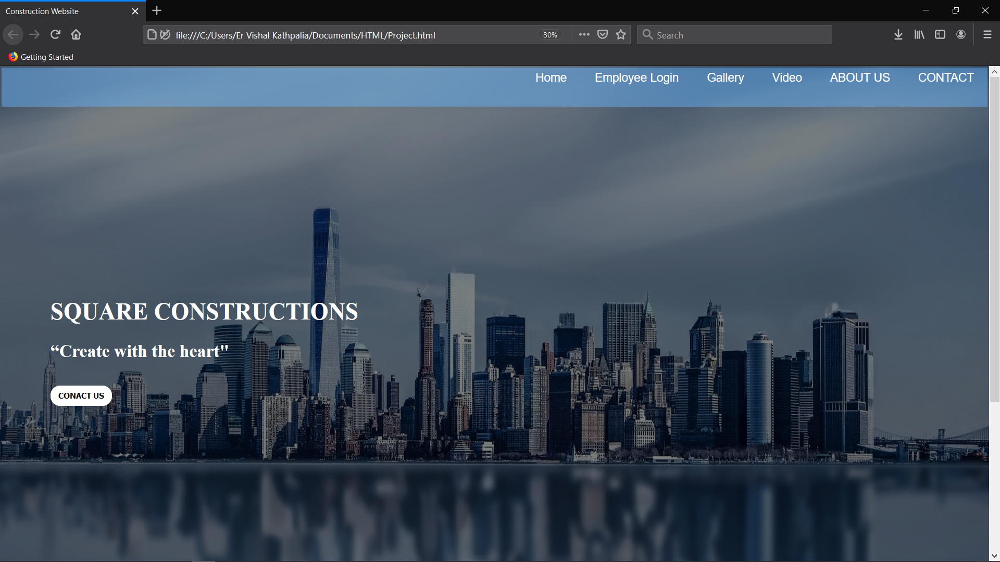 Construction Website
file:///C:/Users/Er Vishal Kathpalia/Documents/HTML/Project.html
30%
Search
Getting Started
Home Employee Login Gallery Video ABOUT US CONTACT
SQUARE CONSTRUCTIONS
“Create with the heart"
CONACT US